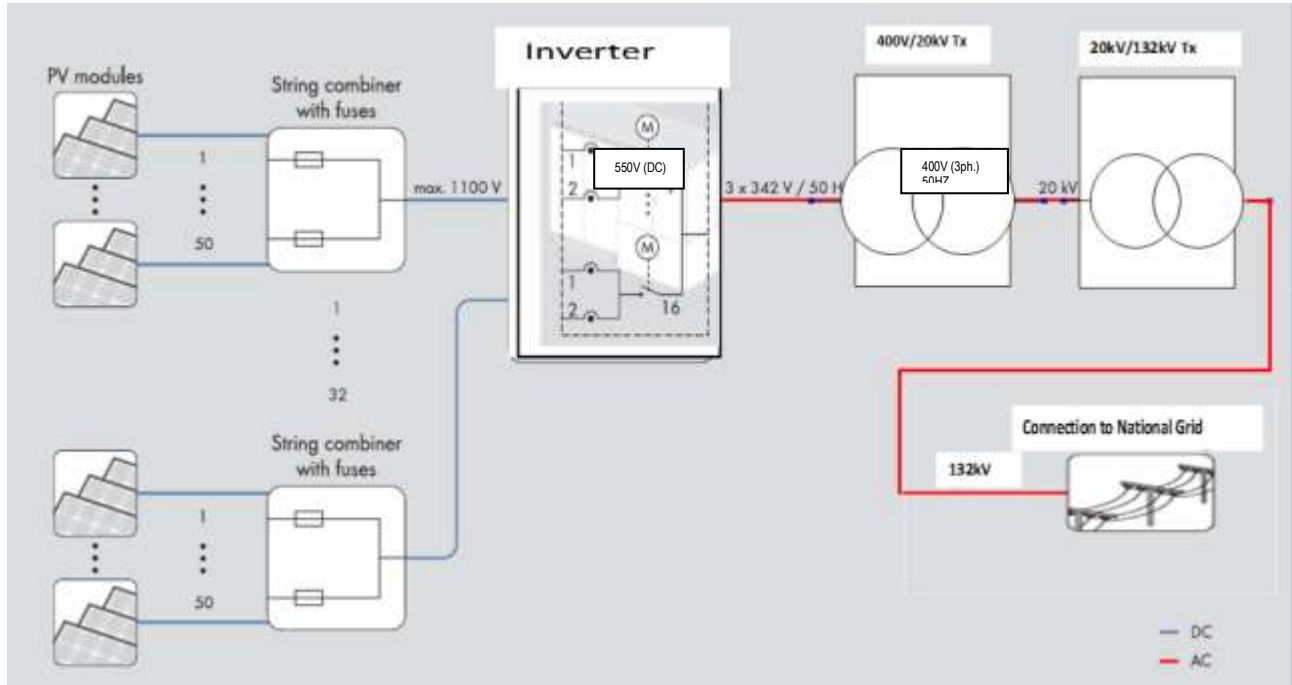 Inverter
400V/20kV Tx
20kV/132kV Tx
PV modules
String combiner
with fuses
1
50
max. 1100 V
M
550V (DC)
1
2
M
1
2
16
3 x 342 V / 50 H
400V (3ph.)
50HZ
20 kV
1
32
String combiner
with fuses
1
50
Connection to National Grid
132kV
DC
AC